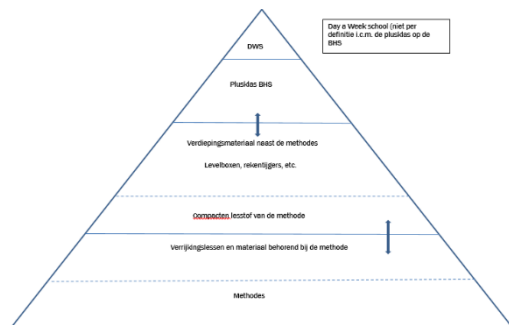 Day a Week school (niet per
definitie i.c.m. de plusklas op de
BHS
DWS
Plusklas BHS
Verdiepingsmateriaal naast de methodes
Levelboxen, rekentijgers, etc.
Compacten lesstof van de methode
Verrijkingslessen en materiaal behorend bij de methode
Methodes